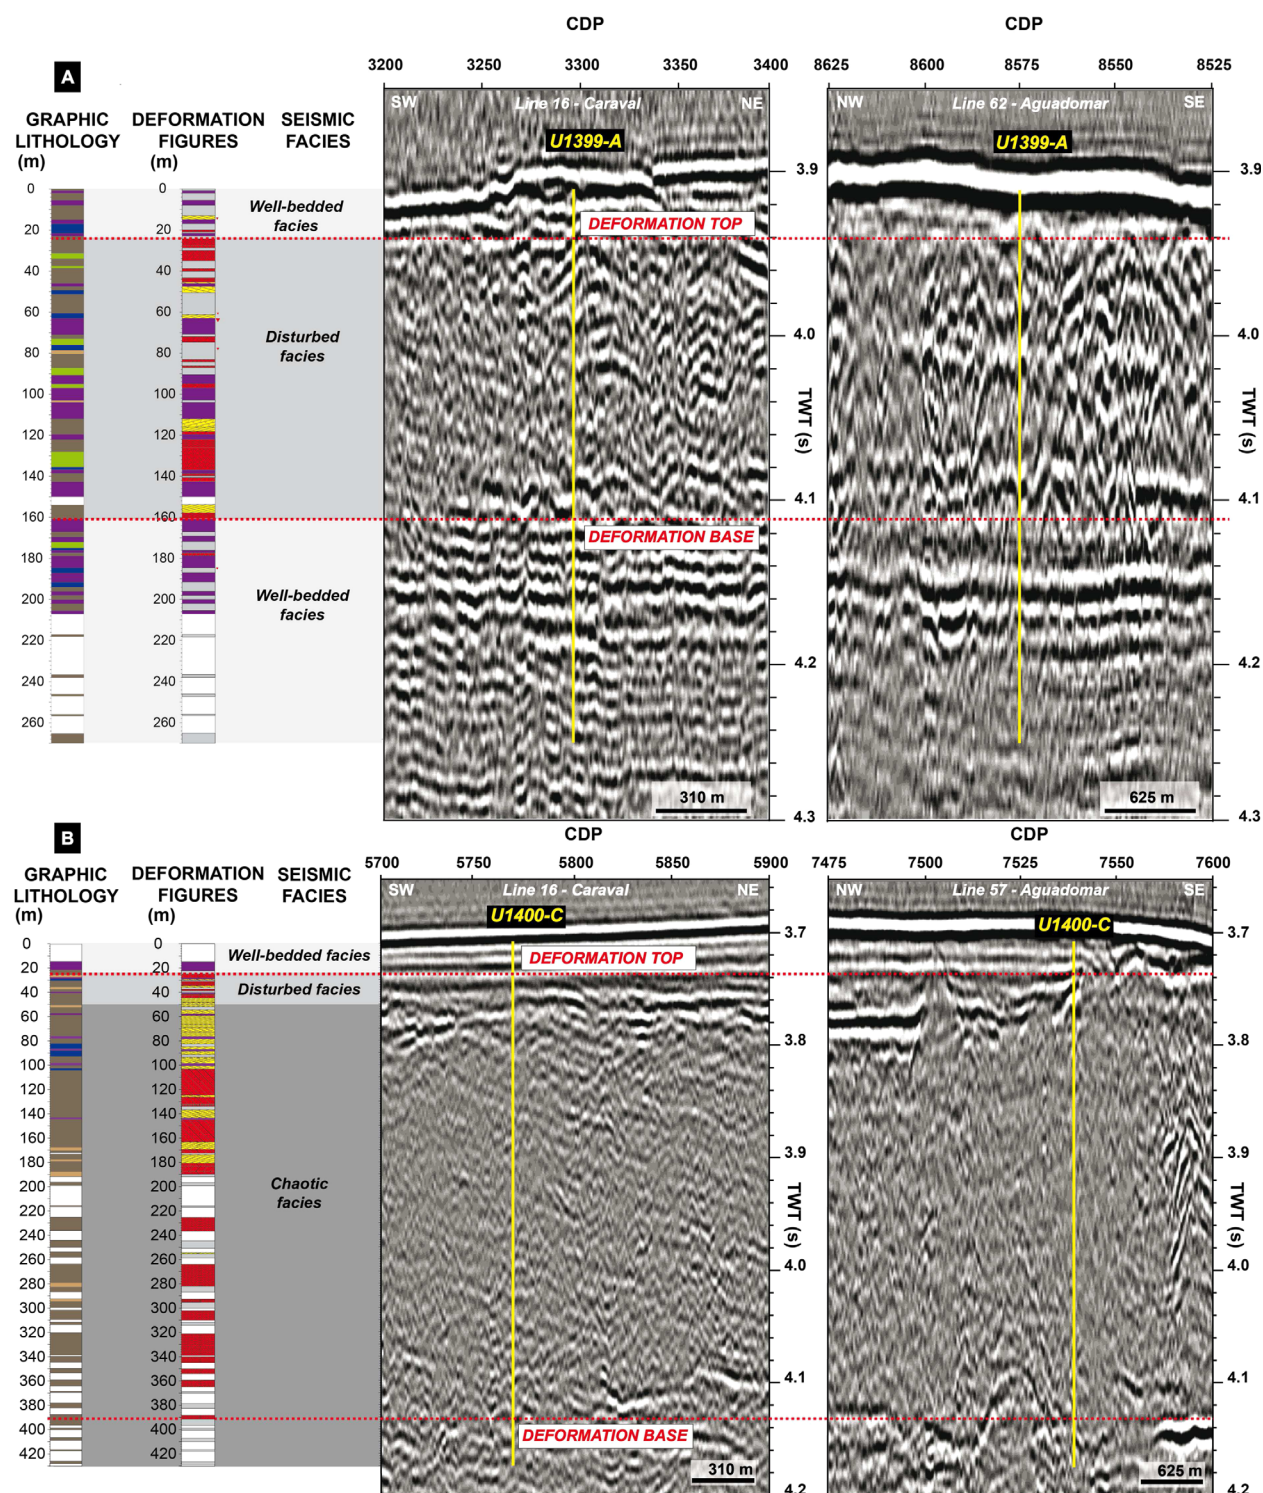 CDP
CDP
3200 3250 3300 3350 3400
8625 8600 8575 8550 8525
A
SW Line 16 - Caraval NE
NW Line 62 - Aguadomar SE
GRAPHIC LITHOLOGY (m)
DEFORMATION FIGURES (m)
SEISMIC FACIES
U1399-A
U1399-A
0
20
40
60
80
100
120
140
160
180
200
220
240
260
0
20
40
60
80
100
120
140
160
180
200
220
240
260
Well-bedded
facies
Disturbed
facies
Well-bedded
facies
DEFORMATION TOP
DEFORMATION BASE
3.9
4.0
4.1
4.2
4.3
TWT (s)
3.9
4.0
4.1
4.2
4.3
TWT (s)
310 m
625 m
B
CDP
CDP
5700 5750 5800 5850 5900
7475 7500 7525 7550 7600
GRAPHIC LITHOLOGY (m)
DEFORMATION FIGURES (m)
SEISMIC FACIES
SW Line 16 - Caraval NE
NW Line 57 - Aguadomar SE
U1400-C
U1400-C
0
20
40
60
80
100
120
140
160
180
200
220
240
260
280
300
320
340
360
380
400
420
0
20
40
60
80
100
120
140
160
180
200
220
240
260
280
300
320
340
360
380
400
420
Well-bedded facies
Disturbed facies
Chaotic
facies
DEFORMATION TOP
DEFORMATION BASE
3.7
3.8
3.9
4.0
4.1
4.2
TWT (s)
3.7
3.8
3.9
4.0
4.1
4.2
TWT (s)
310 m
625 m